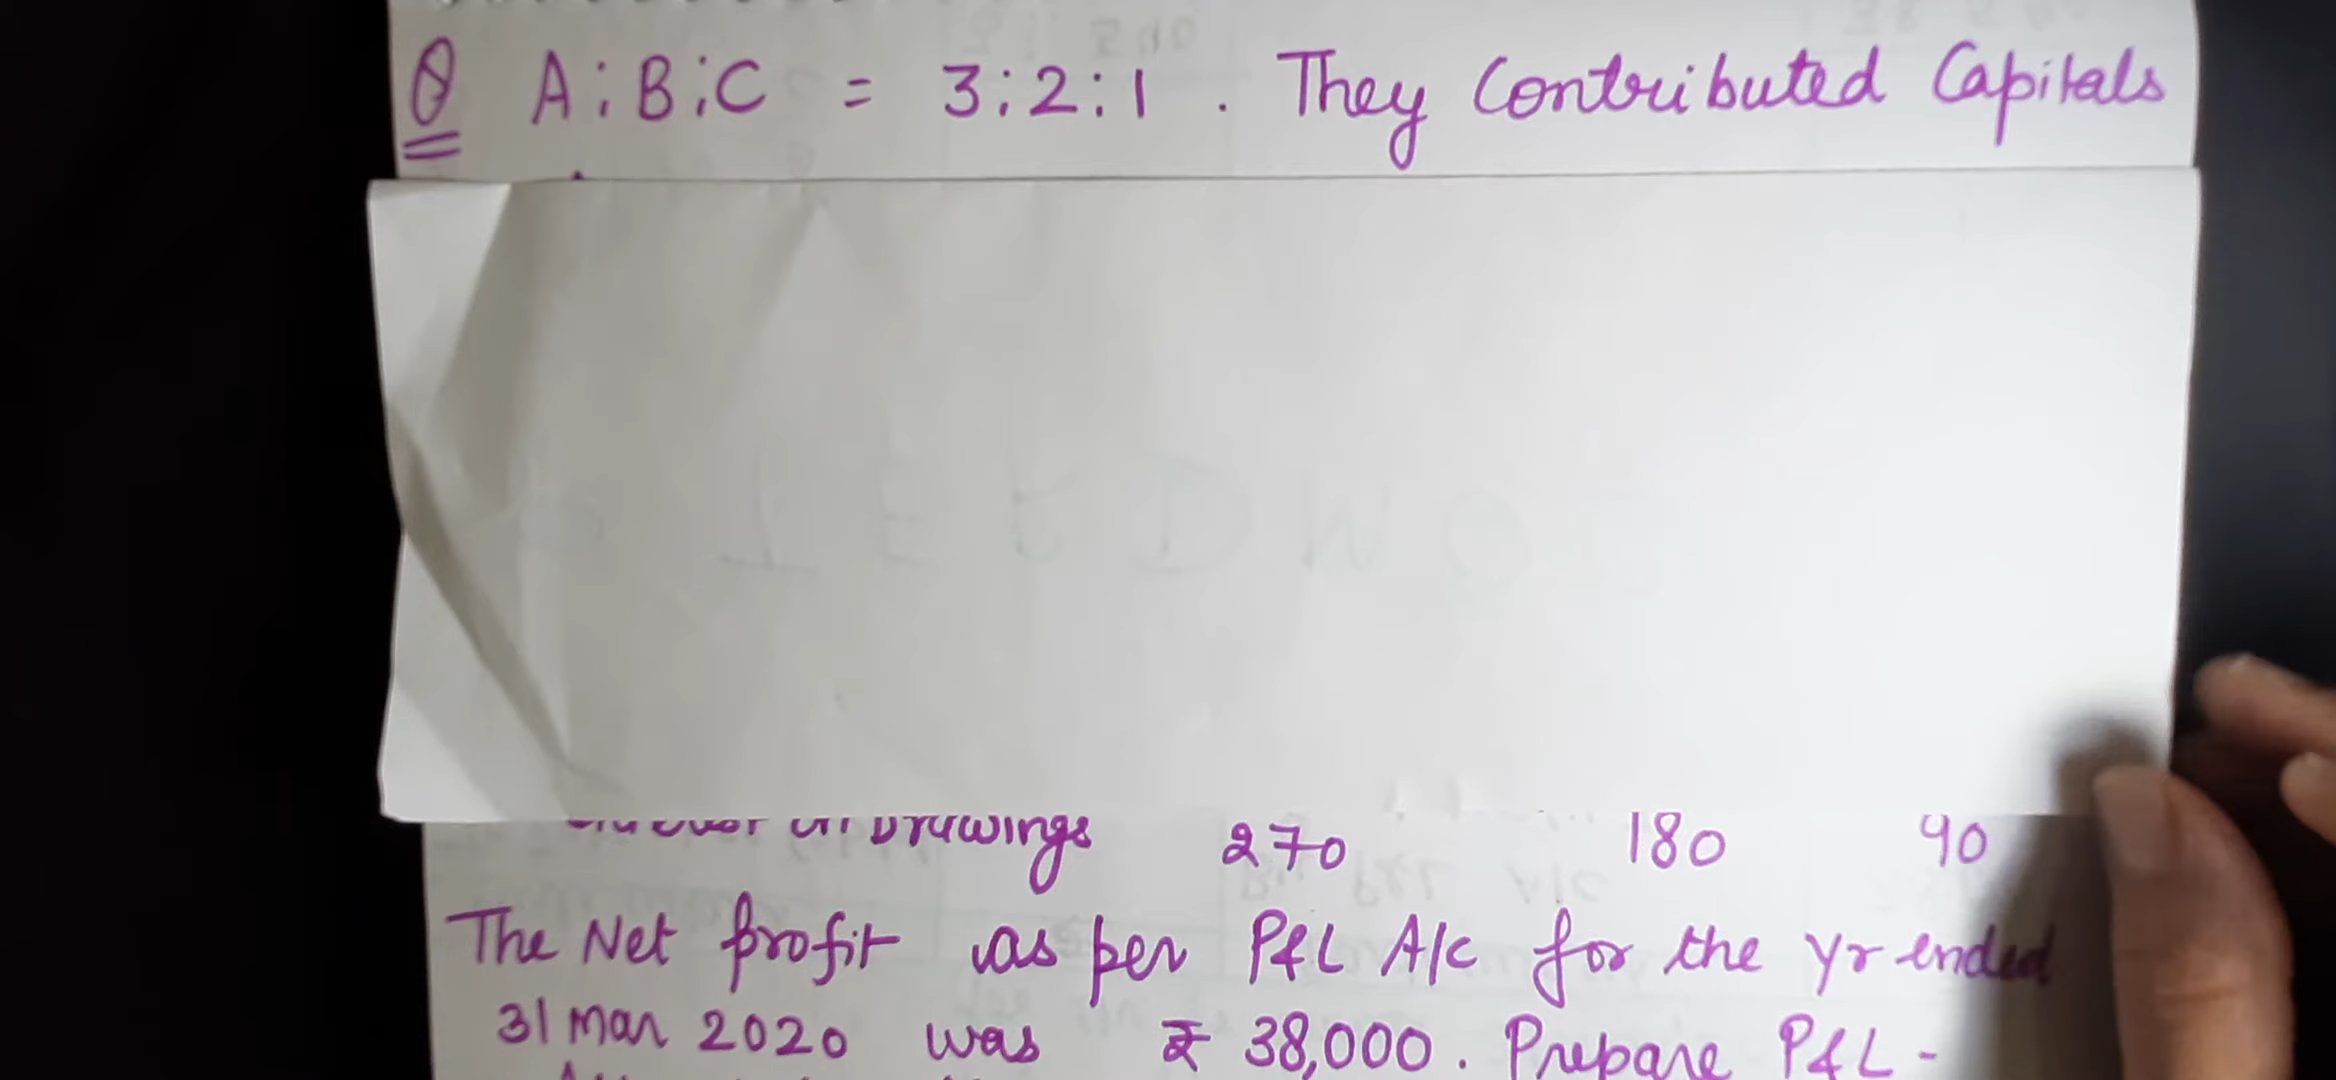 Q A:B:C = 3:2:1. They Contributed Capitals
Drawings 270 180 90
The Net profit as per P&L A/c for the yr ended
31 Mar 2020 was ₹ 38,000. Prepare P&L -